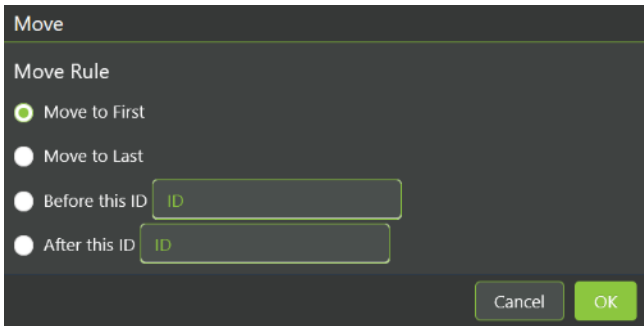 Move
Move Rule
Move to First
Move to Last
Before this ID ID
After this ID ID
Cancel OK